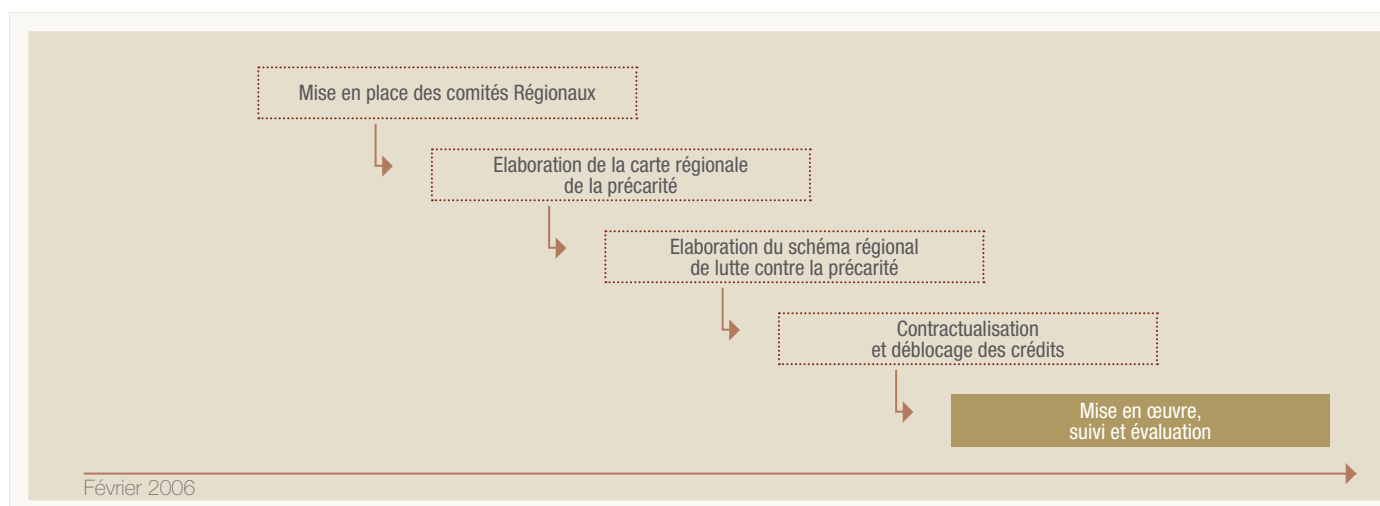 Mise en place des comités Régionaux
Elaboration de la carte régionale
de la précarité
Elaboration du schéma régional
de lutte contre la précarité
Contractualisation
et déblocage des crédits
Mise en œuvre,
suivi et évaluation
Février 2006